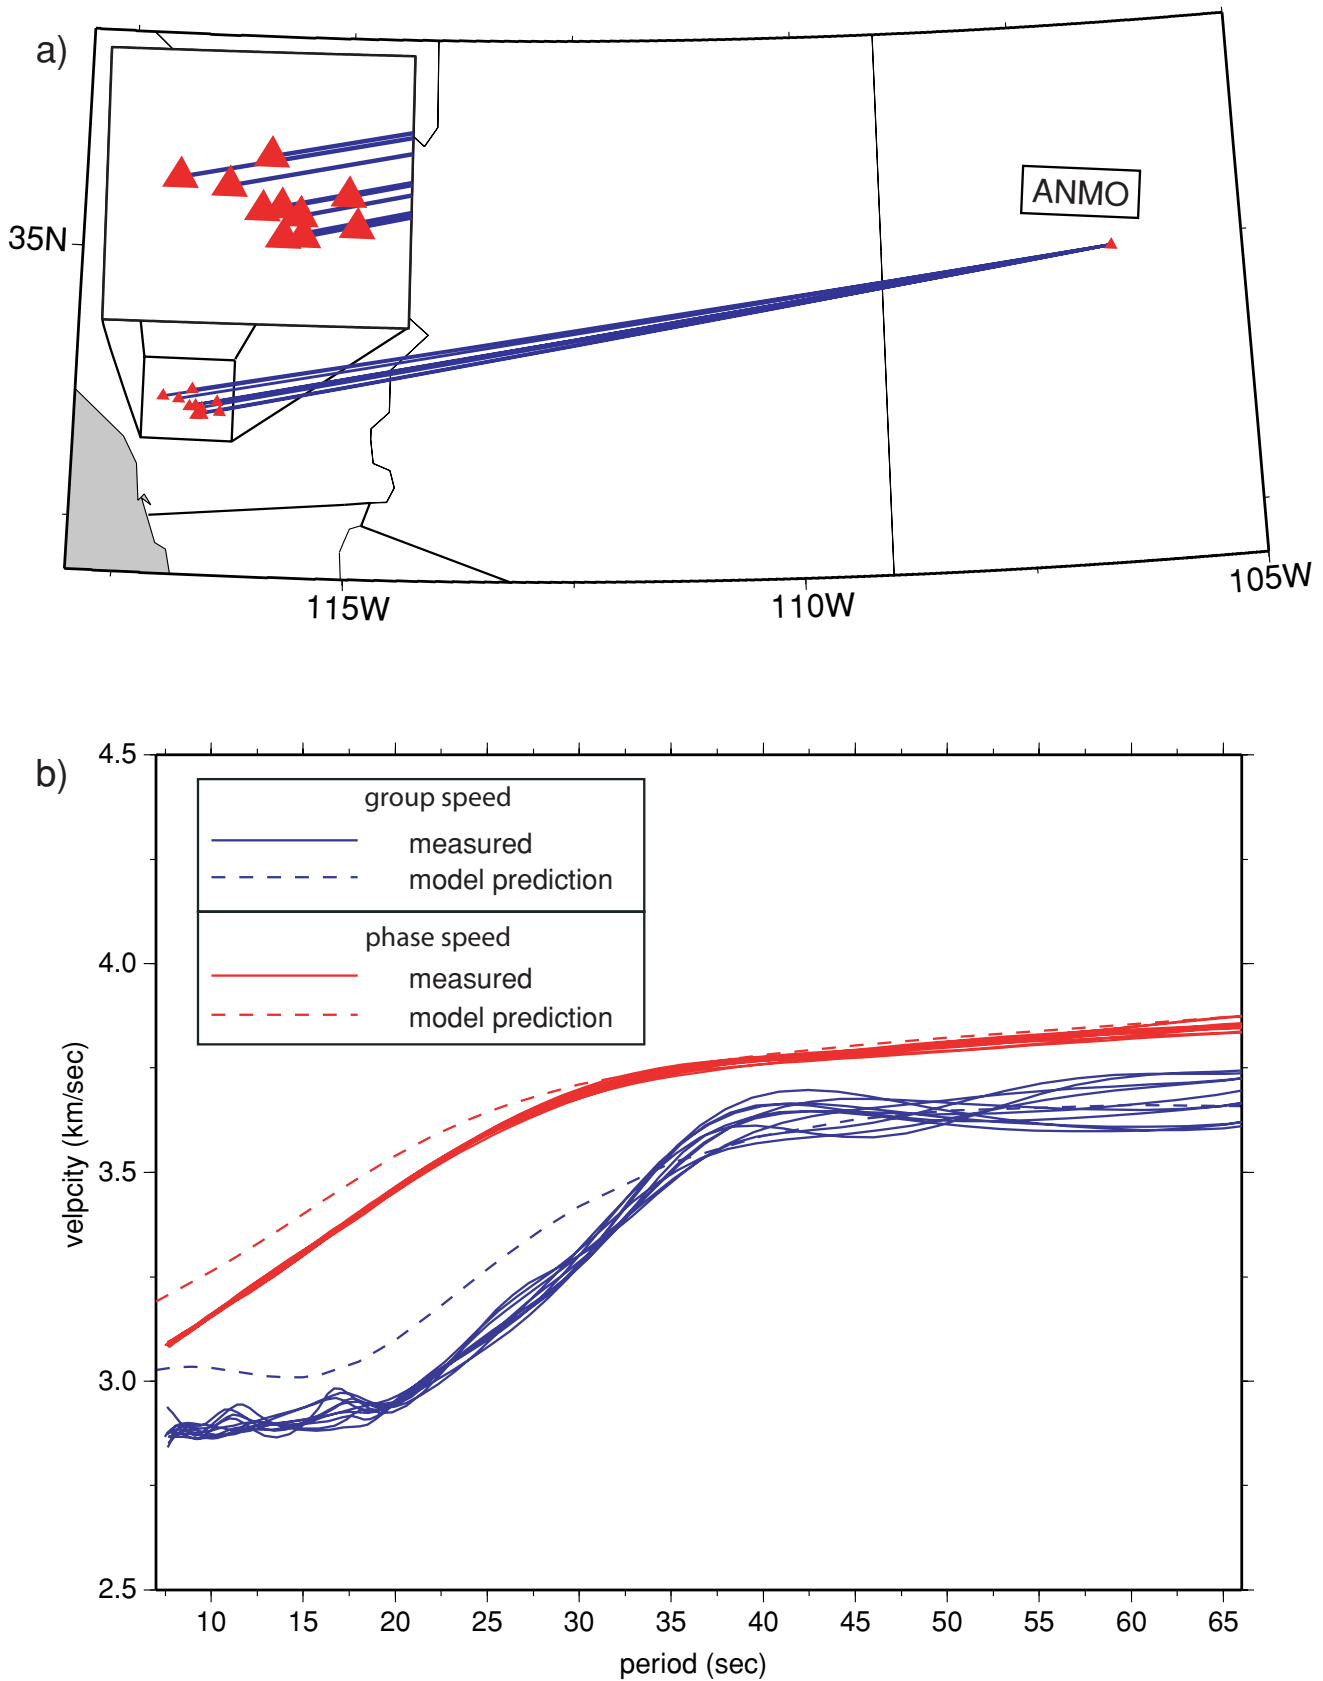 a)
ANMO
35N
115W
110W
105W
b)
4.5
4.0
3.5
3.0
2.5
velpcity (km/sec)
group speed
measured
model prediction
phase speed
measured
model prediction
10 15 20 25 30 35 40 45 50 55 60 65
period (sec)